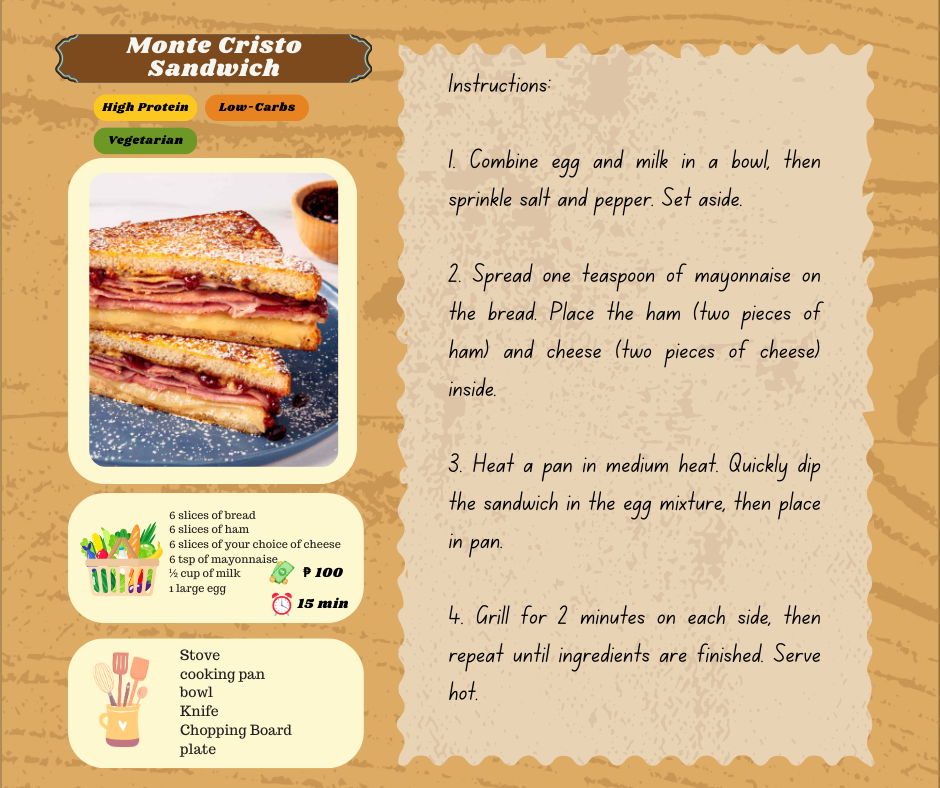 Monte Cristo
Sandwich
High Protein
Low-Carbs
Vegetarian
6 slices of bread
6 slices of ham
6 slices of your choice of cheese
6 tsp of mayonnaise
½ cup of milk
1 large egg
₱ 100
15 min
Stove
cooking pan
bowl
Knife
Chopping Board
plate
Instructions:
1. Combine egg and milk in a bowl, then
sprinkle salt and pepper. Set aside.
2. Spread one teaspoon of mayonnaise on
the bread. Place the ham (two pieces of
ham) and cheese (two pieces of cheese)
inside.
3. Heat a pan in medium heat. Quickly dip
the sandwich in the egg mixture, then place
in pan.
4. Grill for 2 minutes on each side, then
repeat until ingredients are finished. Serve
hot.